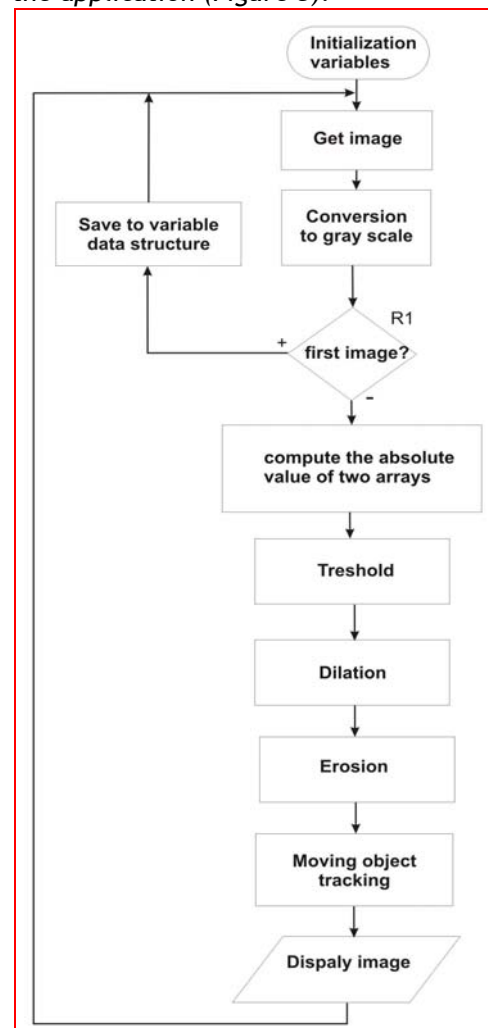 the application (Figure 3).
Initialization
variables
Get image
Save to variable
data structure
Conversion
to gray scale
R1
+
first image?
-
compute the absolute
value of two arrays
Treshold
Dilation
Erosion
Moving object
tracking
Dispaly image